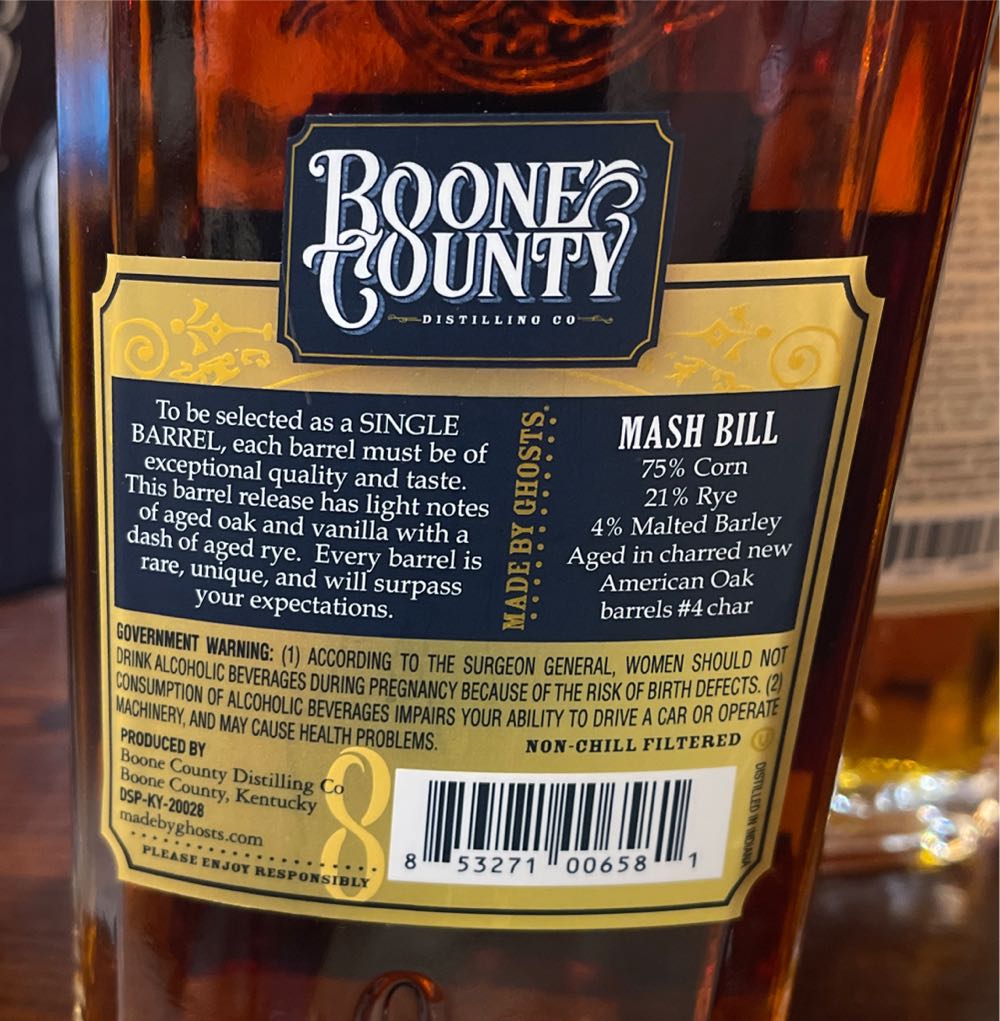 BOONE
COUNTY
DISTILLING CO
To be selected as a SINGLE
BARREL, each barrel must be of
exceptional quality and taste.
This barrel release has light notes
of aged oak and vanilla with a
dash of aged rye. Every barrel is
rare, unique, and will surpass
your expectations.
MADE BY GHOSTS.
MASH BILL
75% Corn
21% Rye
4% Malted Barley
Aged in charred new
American Oak
barrels #4 char
GOVERNMENT WARNING: (1) ACCORDING TO THE SURGEON GENERAL, WOMEN SHOULD NOT
DRINK ALCOHOLIC BEVERAGES DURING PREGNANCY BECAUSE OF THE RISK OF BIRTH DEFECTS. (2)
CONSUMPTION OF ALCOHOLIC BEVERAGES IMPAIRS YOUR ABILITY TO DRIVE A CAR OR OPERATE
MACHINERY, AND MAY CAUSE HEALTH PROBLEMS.
NON-CHILL FILTERED
PRODUCED BY
Boone County Distilling Co
Boone County, Kentucky
DSP-KY-20028
madebyghosts.com
PLEASE ENJOY RESPONSIBLY
8
8 53271 00658 1
DISTILLED IN INDIANA